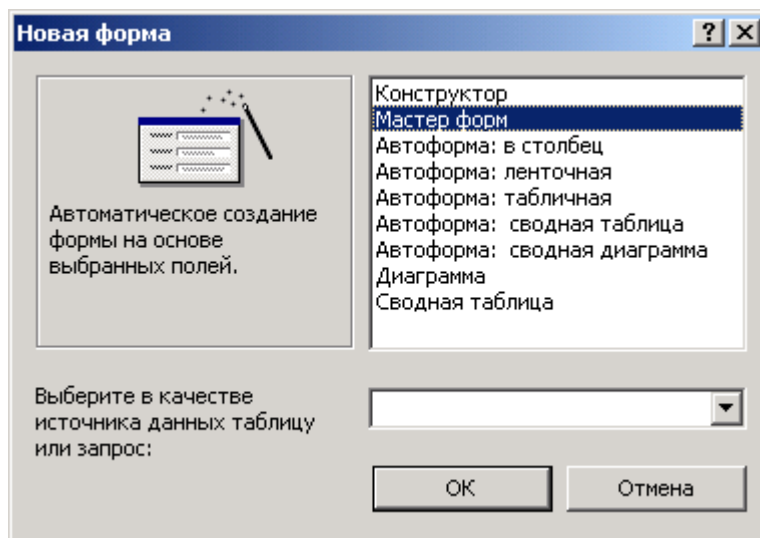 Новая форма
Автоматическое создание
формы на основе
выбранных полей.
Конструктор
Мастер форм
Автоформа: в столбец
Автоформа: ленточная
Автоформа: табличная
Автоформа: сводная таблица
Автоформа: сводная диаграмма
Диаграмма
Сводная таблица
Выберите в качестве
источника данных таблицу
или запрос:
ОК
Отмена